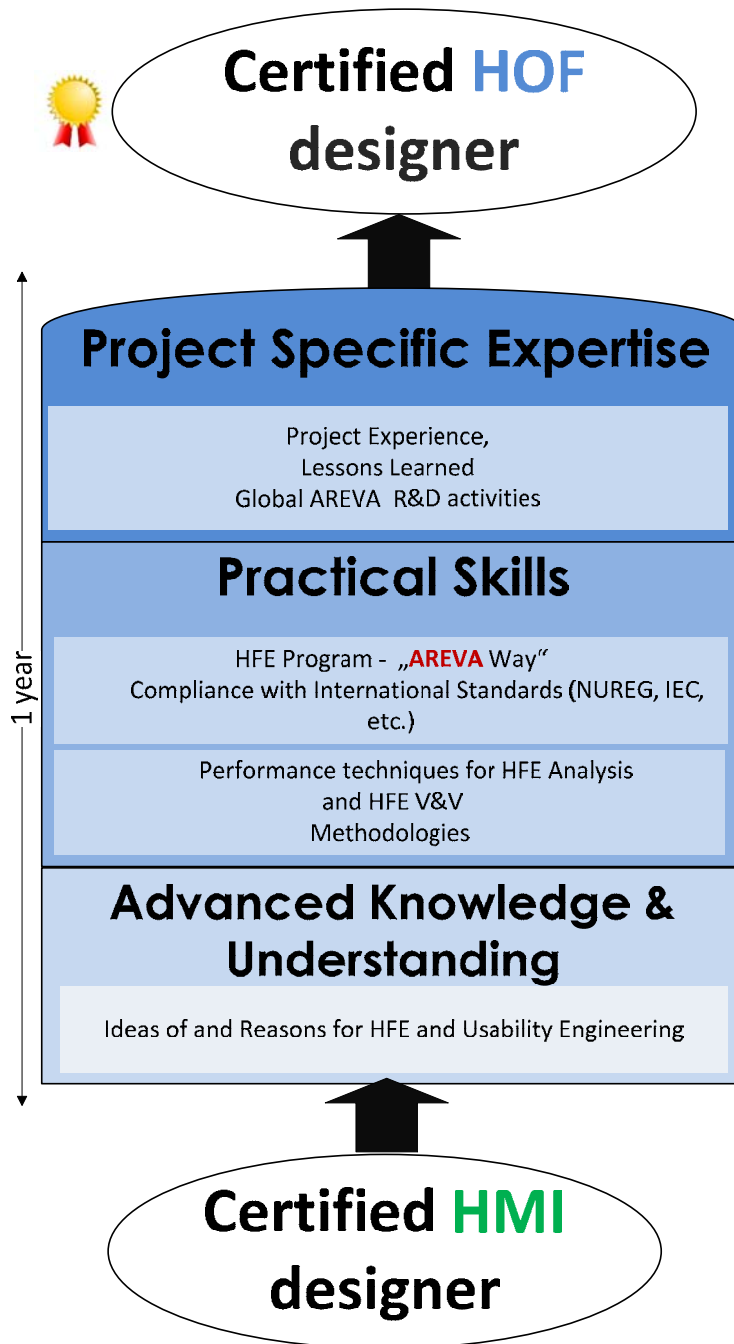 Certified HOF
designer
Project Specific Expertise
Project Experience,
Lessons Learned
Global AREVA R&D activities
Practical Skills
HFE Program - „AREVA Way“
Compliance with International Standards (NUREG, IEC,
etc.)
Performance techniques for HFE Analysis
and HFE V&V
Methodologies
Advanced Knowledge &
Understanding
Ideas of and Reasons for HFE and Usability Engineering
1 year
Certified HMI
designer